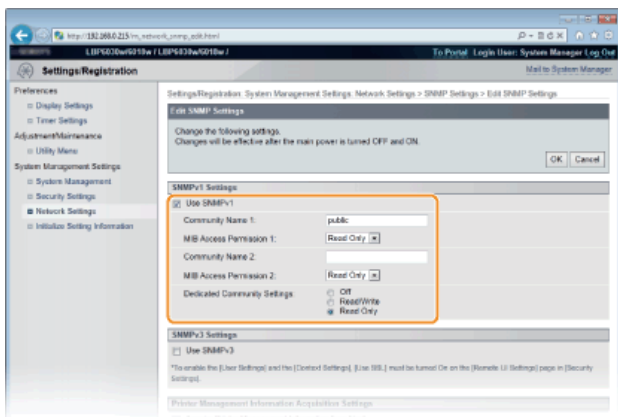 http://192.168.0.215/m_network_snmp_edit.html
LBP6030w/6018w / LBP6030w/6018w /
To Portal Login User: System Manager Log Out
Settings/Registration
Mail to System Manager
Preferences
Display Settings
Timer Settings
Adjustment/Maintenance
Utility Menu
System Management Settings
System Management
Security Settings
Network Settings
Initialize Setting Information
Settings/Registration: System Management Settings: Network Settings > SNMP Settings > Edit SNMP Settings
Edit SNMP Settings
Change the following settings.
Changes will be effective after the main power is turned OFF and ON.
OK Cancel
SNMPv1 Settings
Use SNMPv1
Community Name 1: public
MIB Access Permission 1: Read Only
Community Name 2:
MIB Access Permission 2: Read Only
Dedicated Community Settings: Off
Read/Write
Read Only
SNMPv3 Settings
Use SNMPv3
*To enable the [User Settings] and the [Context Settings], [Use SSL] must be turned On on the [Remote UI Settings] page in [Security
Settings].
Printer Management Information Acquisition Settings